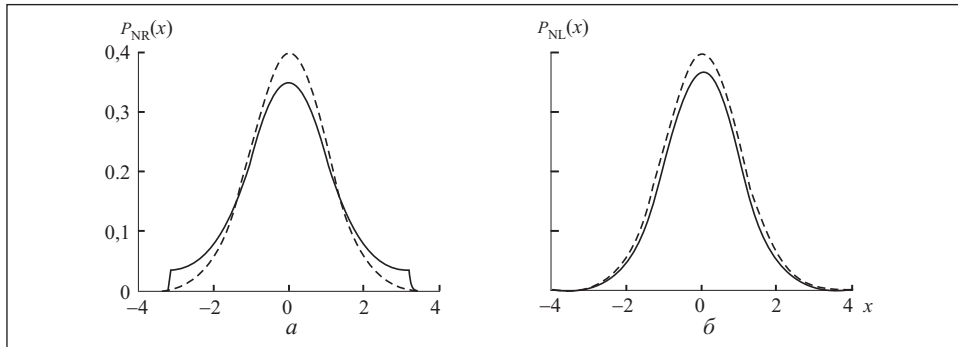 P_NR(x)
0,4
0,3
0,2
0,1
0
−4 −2 0 2 4
а
P_NL(x)
−4 −2 0 2 4 x
б